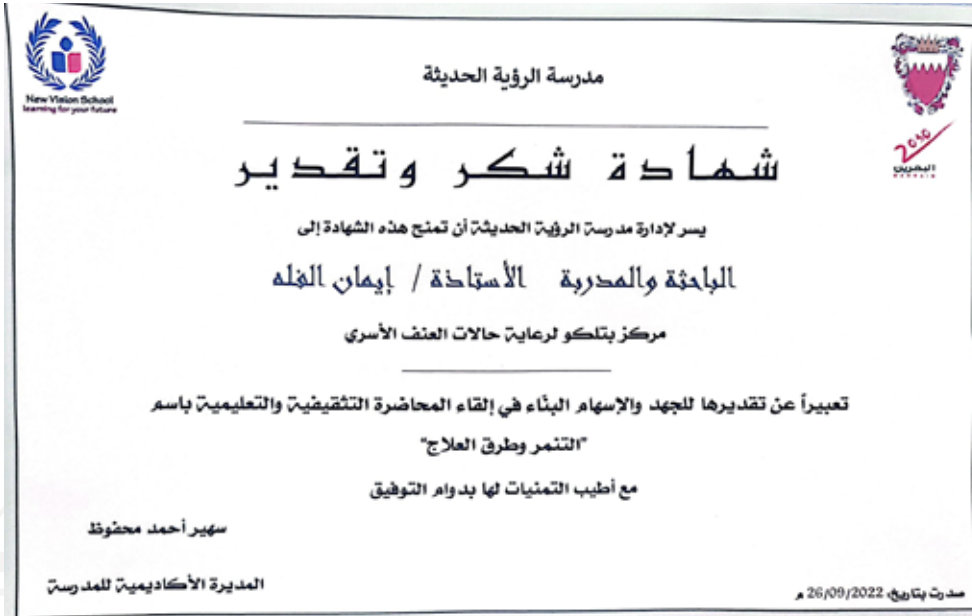 New Vision School
learning for your future
مدرسة الرؤية الحديثة
2030
البحرين
BAHRAIN
شهادة شكر وتقدير
يسر لإدارة مدرسة الرؤية الحديثة أن تمنح هذه الشهادة إلى
الباحثة والمدربة الأستاذة / إيمان الفله
مركز بتلكو لرعاية حالات العنف الأسري
تعبيراً عن تقديرها للجهد والإسهام البنّاء في إلقاء المحاضرة التثقيفية والتعليمية باسم
"التنمر وطرق العلاج"
مع أطيب التمنيات لها بدوام التوفيق
سهير أحمد محفوظ
المديرة الأكاديمية للمدرسة
صدرت بتاريخ: 26/09/2022 م